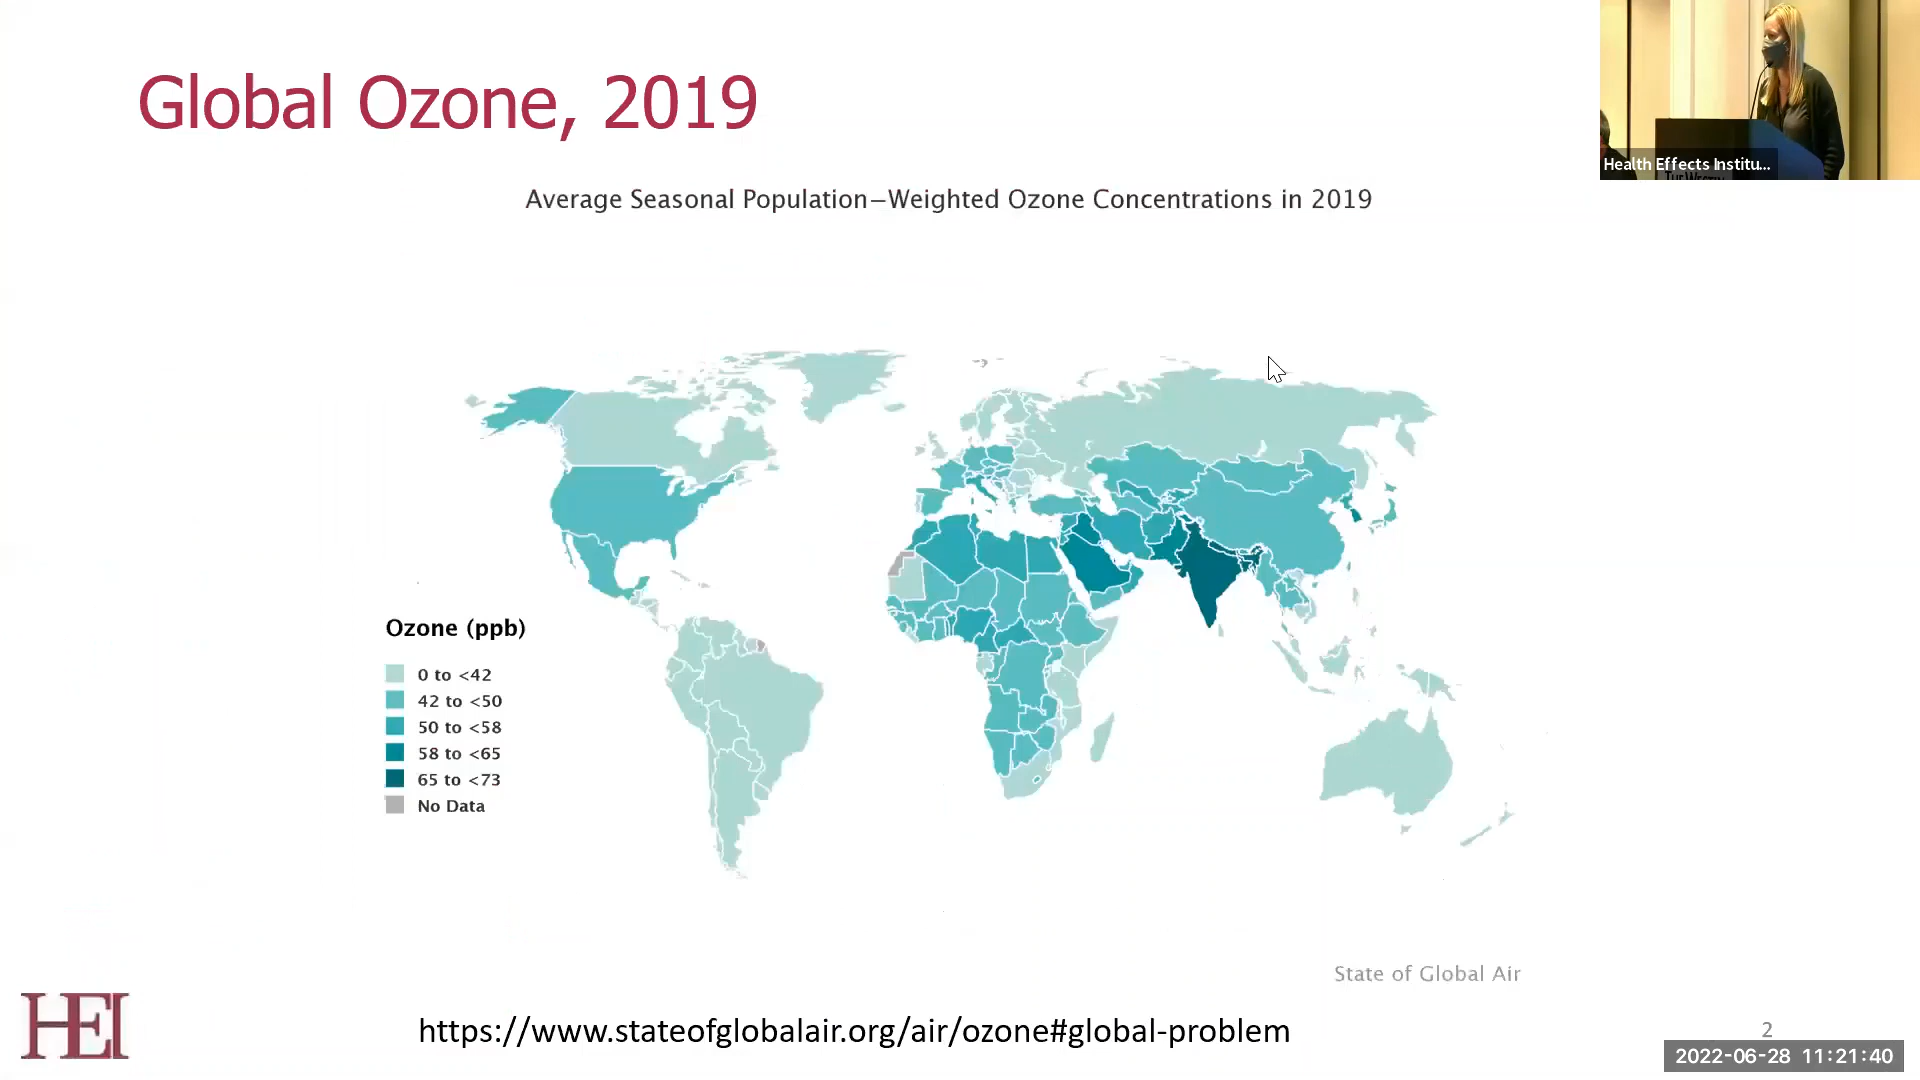 Global Ozone, 2019
Health Effects Institu...
THE WESTIN
Average Seasonal Population−Weighted Ozone Concentrations in 2019
Ozone (ppb)
0 to <42
42 to <50
50 to <58
58 to <65
65 to <73
No Data
State of Global Air
HEI
https://www.stateofglobalair.org/air/ozone#global-problem
2
2022-06-28 11:21:40